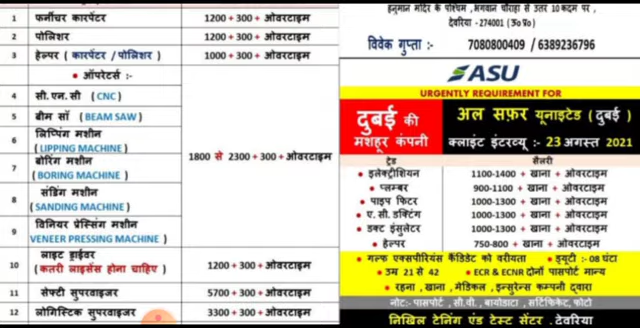 1 फर्नीचर कारपेंटर 1200 + 300 + ओवरटाइम
2 पोलिशर 1200 + 300 + ओवरटाइम
3 हेल्पर ( कारपेंटर / पोलिशर ) 1000 + 300 + ओवरटाइम
• ऑपरेटर्स :-
4 सी.एन.सी ( CNC )
5 बीम सॉ ( BEAM SAW )
6 लिप्पिंग मशीन
( LIPPING MACHINE )
7 बोरिंग मशीन
( BORING MACHINE )
8 संडिंग मशीन
( SANDING MACHINE )
9 विनियर प्रेस्सिंग मशीन
VENEER PRESSING MACHINE )
1800 से 2300 + 300 + ओवरटाइम
10 लाइट ड्राईवर
( कतरी लाइसेंस होना चाहिए ) 1200 + 300 + ओवरटाइम
11 सेफ्टी सुपरवाइजर 5700 + 300 + ओवरटाइम
12 लोगिस्टिक सुपरवाइजर 3300 + 300 + ओवरटाइम
हनुमान मंदिर के पश्चिम , भगवान चौराहा से उत्तर 10 कदम पर ,
देवरिया - 274001 ( उ० प्र० )
विवेक गुप्ता :- 7080800409 / 6389236796
ASU
URGENTLY REQUIREMENT FOR
दुबई की
मशहूर कंपनी
अल सफ़र यूनाइटेड ( दुबई )
क्लाइंट इंटरव्यू :- 23 अगस्त 2021
ट्रेड सैलरी
• इलेक्ट्रीशियन 1100-1400 + खाना + ओवरटाइम
• प्लम्बर 900-1100 + खाना + ओवरटाइम
• पाइप फिटर 1000-1300 + खाना + ओवरटाइम
• ए. सी. डक्टिंग 1000-1300 + खाना + ओवरटाइम
• डक्ट इंसुलेटर 1000-1300 + खाना + ओवरटाइम
• हेल्पर 750-800 + खाना + ओवरटाइम
• गल्फ एक्सपीरियंस कैंडिडेट को वरीयता • ड्यूटी - 08 घंटा
• उम्र 21 से 42 • ECR & ECNR दोनों पासपोर्ट मान्य
• रहना , खाना , मेडिकल , इन्सुरेन्स कम्पनी द्वारा
नोट:- पासपोर्ट , सी.वी., बायोडाटा , सर्टिफिकेट, फोटो
निखिल ट्रेनिंग एंड टेस्ट सेंटर , देवरिया